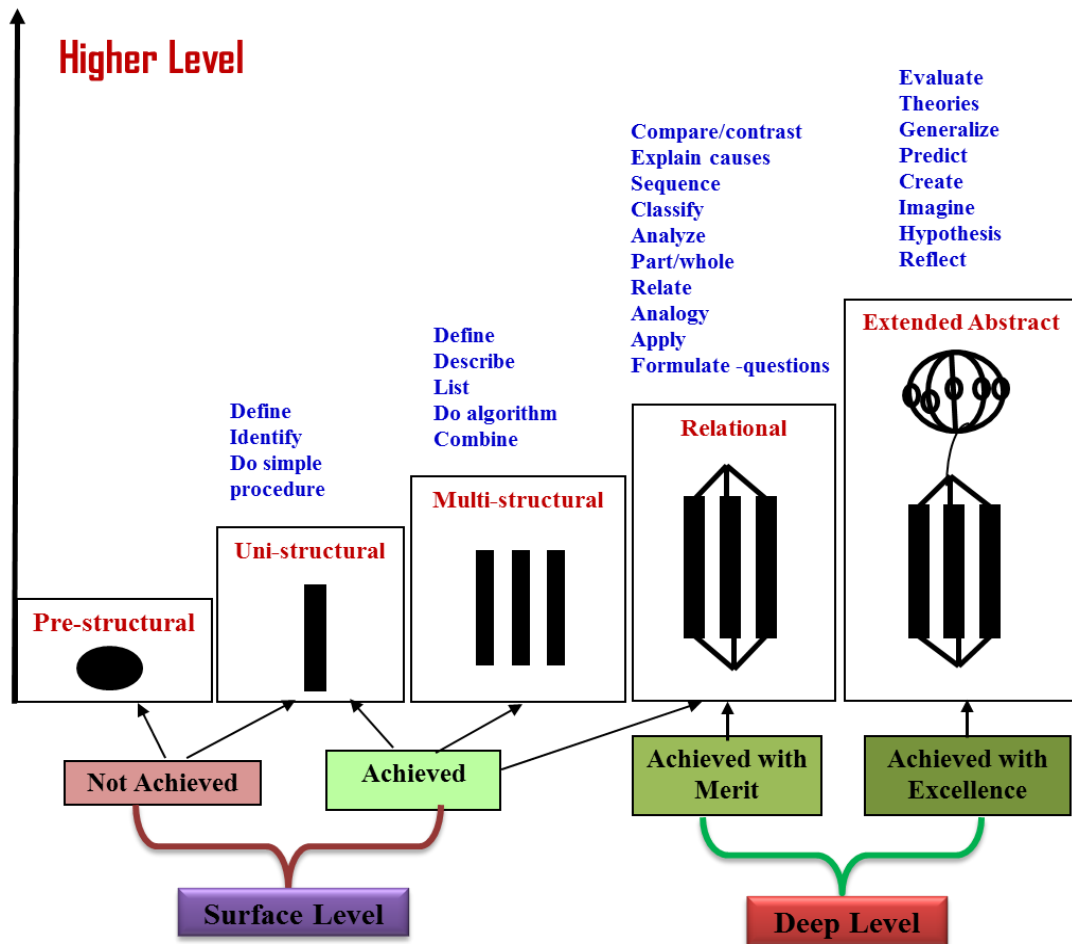 Higher Level
Evaluate
Theories
Generalize
Predict
Create
Imagine
Hypothesis
Reflect
Compare/contrast
Explain causes
Sequence
Classify
Analyze
Part/whole
Relate
Analogy
Apply
Formulate -questions
Define
Describe
List
Do algorithm
Combine
Define
Identify
Do simple
procedure
Pre-structural
Uni-structural
Multi-structural
Relational
Extended Abstract
Not Achieved
Achieved
Achieved with
Merit
Achieved with
Excellence
Surface Level
Deep Level